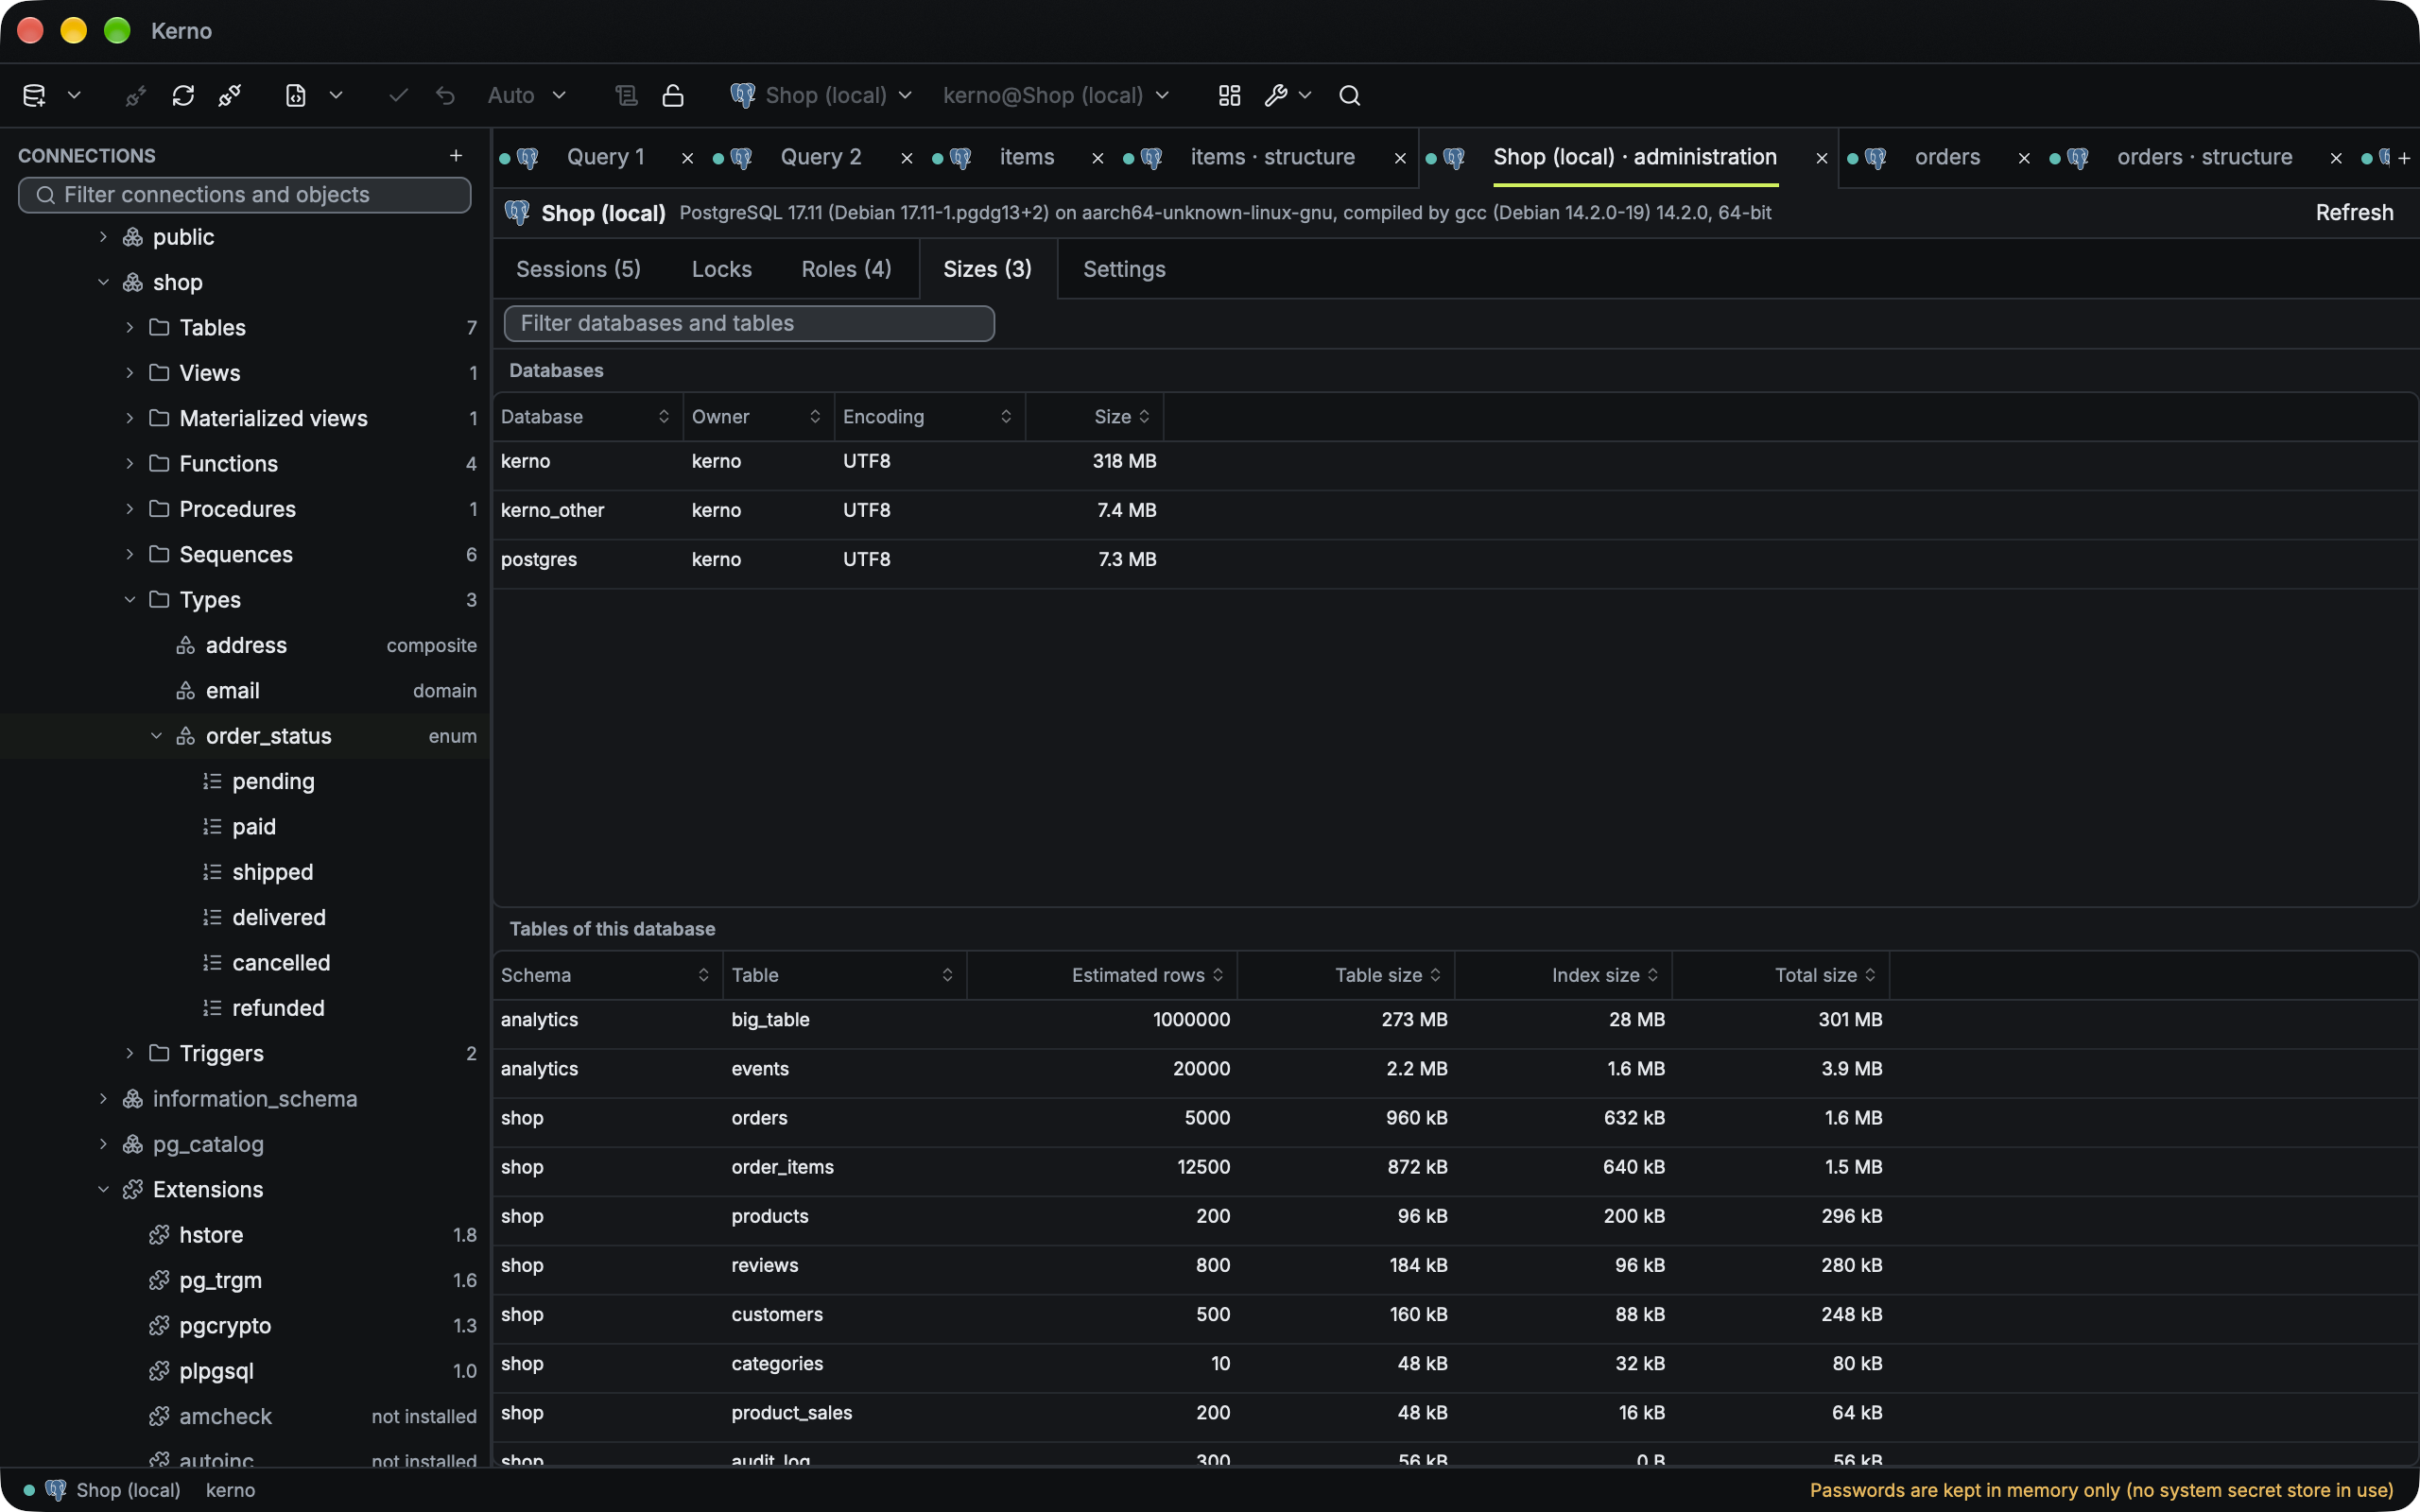 Kerno
Auto
Shop (local)
kerno@Shop (local)
CONNECTIONS
Filter connections and objects
public
shop
Tables 7
Views 1
Materialized views 1
Functions 4
Procedures 1
Sequences 6
Types 3
address composite
email domain
order_status enum
pending
paid
shipped
delivered
cancelled
refunded
Triggers 2
information_schema
pg_catalog
Extensions
hstore 1.8
pg_trgm 1.6
pgcrypto 1.3
plpgsql 1.0
amcheck not installed
autoinc not installed
Query 1
Query 2
items
items · structure
Shop (local) · administration
orders
orders · structure
Shop (local) PostgreSQL 17.11 (Debian 17.11-1.pgdg13+2) on aarch64-unknown-linux-gnu, compiled by gcc (Debian 14.2.0-19) 14.2.0, 64-bit
Refresh
Sessions (5)
Locks
Roles (4)
Sizes (3)
Settings
Filter databases and tables
Databases
Database Owner Encoding Size
kerno kerno UTF8 318 MB
kerno_other kerno UTF8 7.4 MB
postgres kerno UTF8 7.3 MB
Tables of this database
Schema Table Estimated rows Table size Index size Total size
analytics big_table 1000000 273 MB 28 MB 301 MB
analytics events 20000 2.2 MB 1.6 MB 3.9 MB
shop orders 5000 960 kB 632 kB 1.6 MB
shop order_items 12500 872 kB 640 kB 1.5 MB
shop products 200 96 kB 200 kB 296 kB
shop reviews 800 184 kB 96 kB 280 kB
shop customers 500 160 kB 88 kB 248 kB
shop categories 10 48 kB 32 kB 80 kB
shop product_sales 200 48 kB 16 kB 64 kB
shop audit_log 300 56 kB 0 B 56 kB
Shop (local) kerno
Passwords are kept in memory only (no system secret store in use)